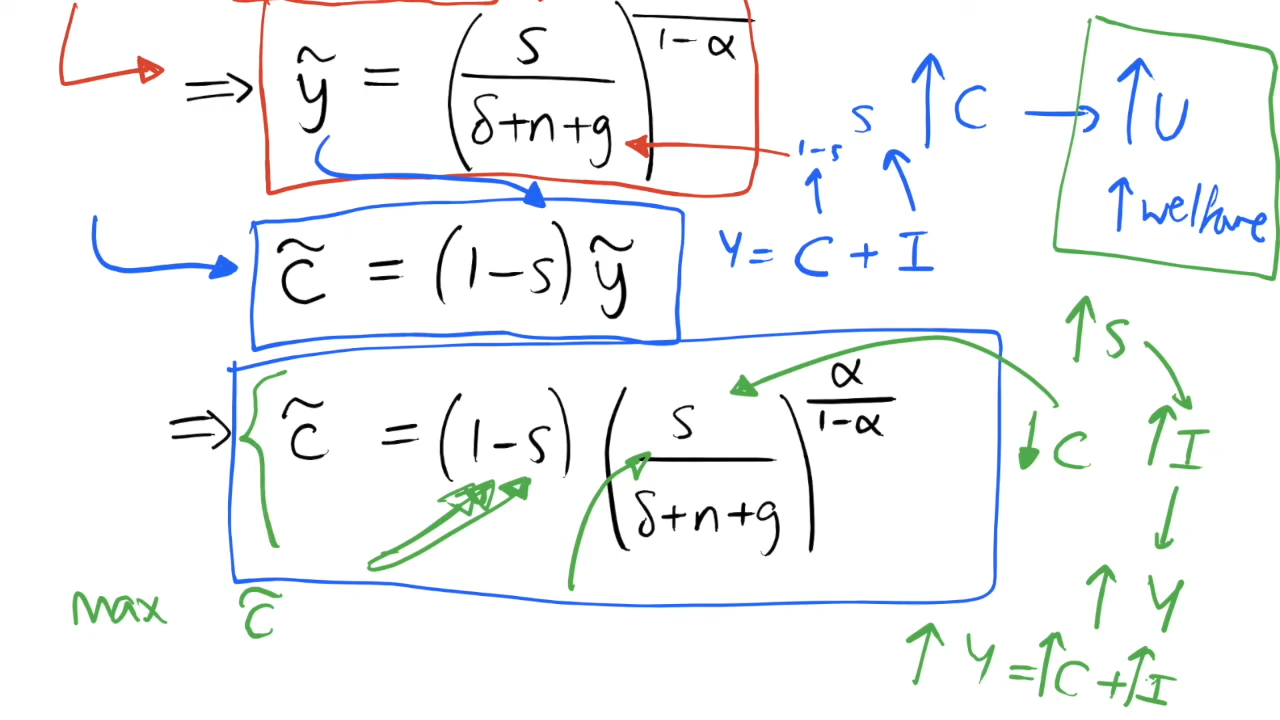 ⇒ ỹ = (s / (δ+n+g))^( / 1-α)
1-s s ↑ C → ↑ U
↑ welfare
Y = C + I
c̃ = (1-s) ỹ
↑ S
⇒ c̃ = (1-s) (s / (δ+n+g))^(α / 1-α)
↓ C ↑ I
↑ Y
max c̃
↑ Y = ↑C + ↑I